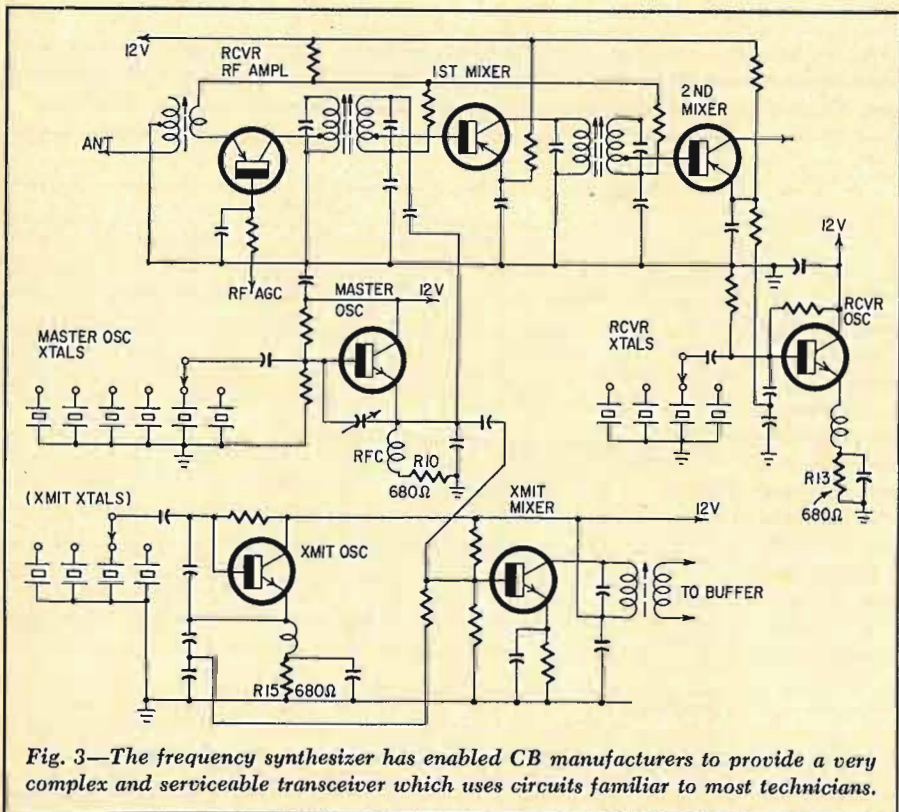 12V
RCVR
RF AMPL
1ST MIXER
2ND
MIXER
ANT
RF AGC
MASTER
OSC
12V
12V
MASTER OSC
XTALS
RCVR
XTALS
RCVR
OSC
RFC
R10
680Ω
R13
680Ω
(XMIT XTALS)
XMIT OSC
XMIT
MIXER
12V
TO BUFFER
R15 680Ω
Fig. 3—The frequency synthesizer has enabled CB manufacturers to provide a very
complex and serviceable transceiver which uses circuits familiar to most technicians.